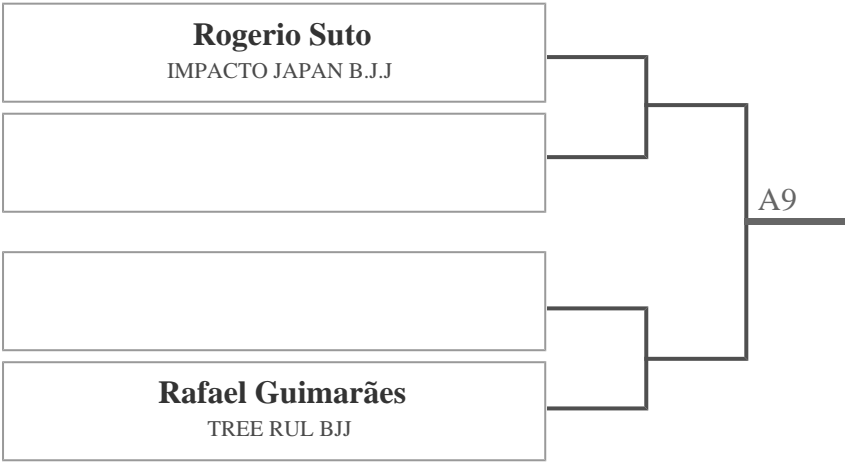 Rogerio Suto
IMPACTO JAPAN B.J.J
A9
Rafael Guimarães
TREE RUL BJJ